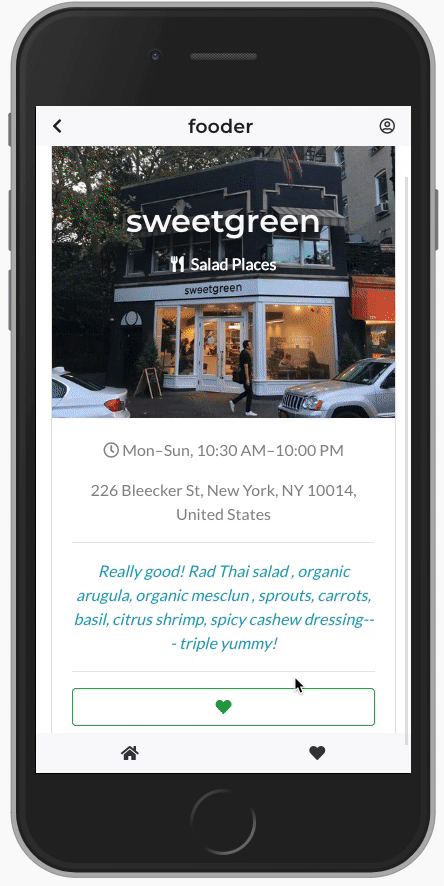 fooder
sweetgreen
Salad Places
sweetgreen
Mon–Sun, 10:30 AM–10:00 PM
226 Bleecker St, New York, NY 10014,
United States
Really good! Rad Thai salad , organic
arugula, organic mesclun , sprouts, carrots,
basil, citrus shrimp, spicy cashew dressing--
- triple yummy!